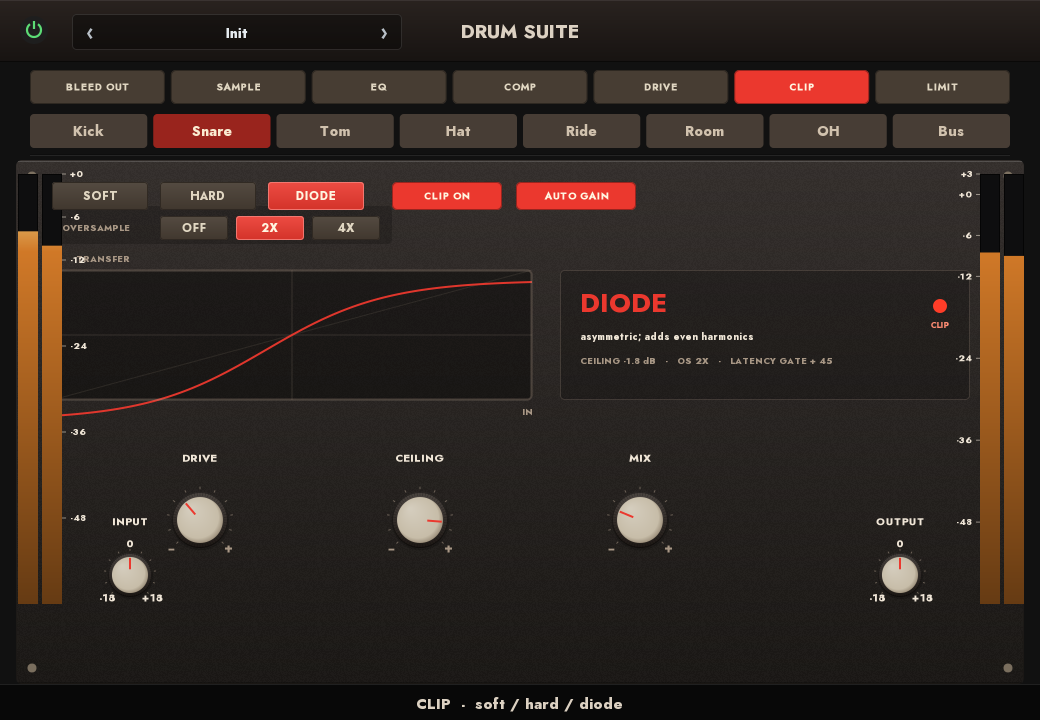 ‹ Init › DRUM SUITE
BLEED OUT SAMPLE EQ COMP DRIVE CLIP LIMIT
Kick Snare Tom Hat Ride Room OH Bus
+0 +3
SOFT HARD DIODE CLIP ON AUTO GAIN +0
-6
OVERSAMPLE OFF 2X 4X -6
-12 TRANSFER
-12
DIODE
CLIP
asymmetric; adds even harmonics
-24 -24
CEILING -1.8 dB · OS 2X · LATENCY GATE + 45
IN
-36 -36
DRIVE CEILING MIX
-48 INPUT OUTPUT -48
0 0
- + - + - +
-18 +18 -18 +18
CLIP - soft / hard / diode